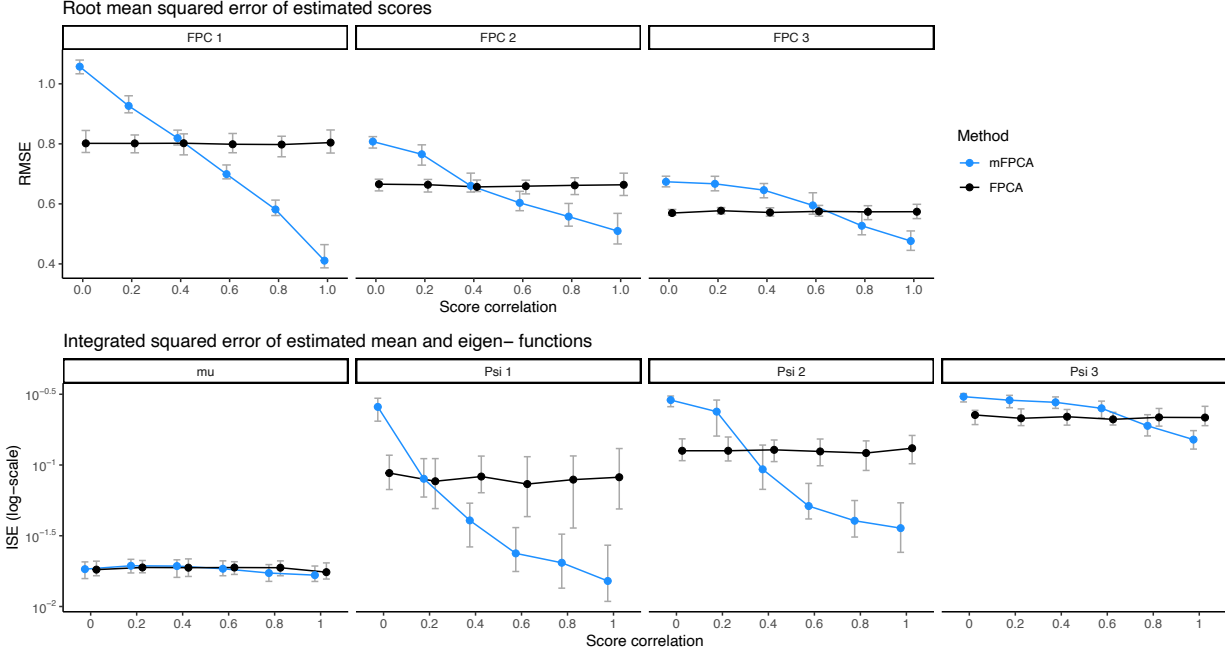 Root mean squared error of estimated scores
FPC 1
FPC 2
FPC 3
1.0
0.8
0.6
0.4
RMSE
0.0 0.2 0.4 0.6 0.8 1.0
0.0 0.2 0.4 0.6 0.8 1.0
0.0 0.2 0.4 0.6 0.8 1.0
Score correlation
Method
mFPCA
FPCA
Integrated squared error of estimated mean and eigen− functions
mu
Psi 1
Psi 2
Psi 3
10^−0.5
10^−1
10^−1.5
10^−2
ISE (log−scale)
0 0.2 0.4 0.6 0.8 1
0 0.2 0.4 0.6 0.8 1
0 0.2 0.4 0.6 0.8 1
0 0.2 0.4 0.6 0.8 1
Score correlation